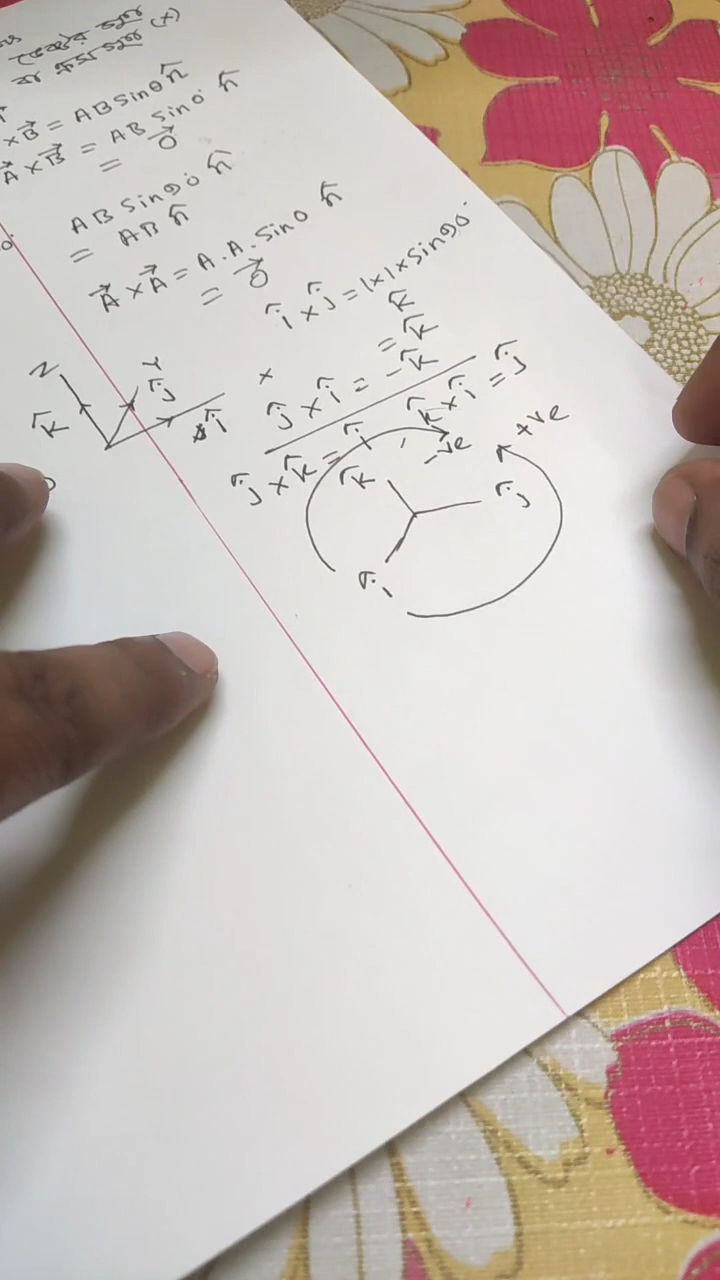 ভেক্টর গুণ
বা ক্রস গুণ (×)
×B⃗ = AB sinθ n̂
A⃗×B⃗ = AB sin0° n̂
= 0⃗
AB sin90° n̂
= AB n̂
A⃗×A⃗ = A.A. sin0 n̂
= 0⃗
î×ĵ = 1×1×sin90°
k̂
= k̂
ĵ×î = -k̂
ĵ×k̂ = î, k̂×î = ĵ
Z
Y
k̂
ĵ
î
-ve
+ve
k̂
ĵ
î